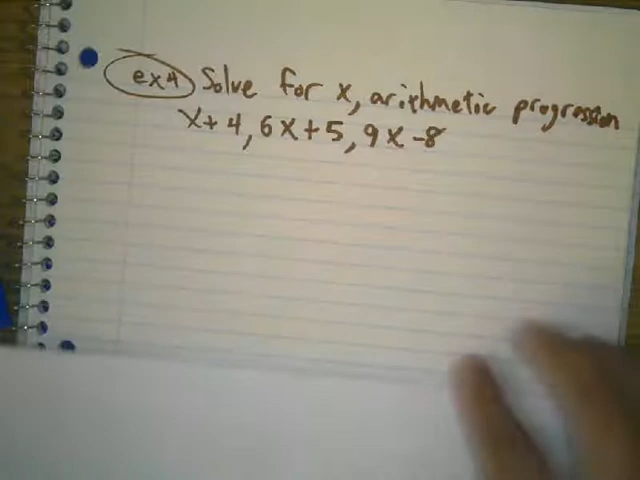 ex4 Solve for x, arithmetic progression
x+4, 6x+5, 9x-8